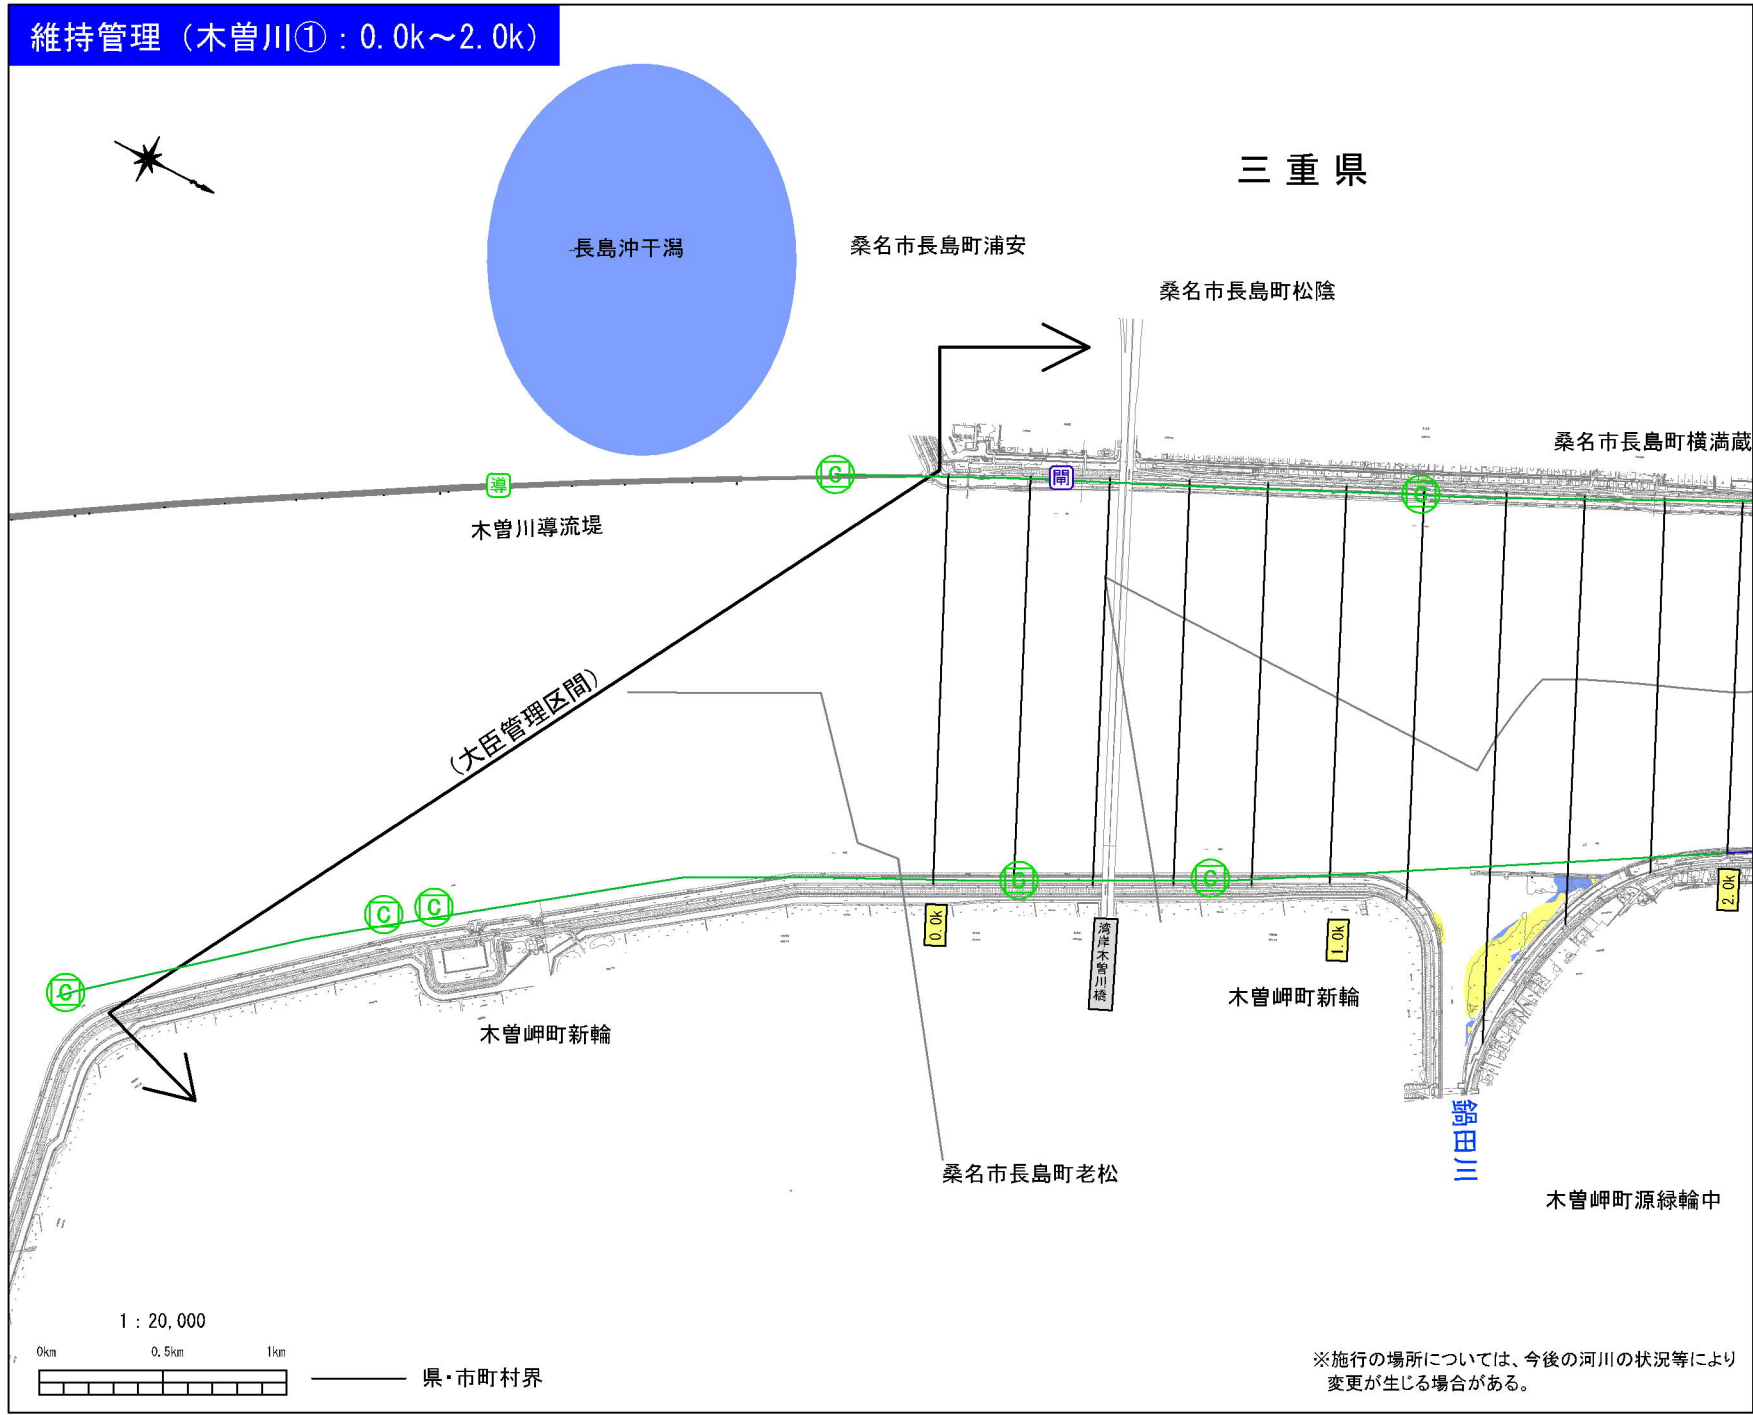 維持管理（木曽川①：0.0k～2.0k）
三重県
長島沖干潟
桑名市長島町浦安
桑名市長島町松陰
桑名市長島町横満蔵
G
閘
G
導
木曽川導流堤
（大臣管理区間）
C
C
G
C
G
0.0k
湾岸木曽川橋
1.0k
2.0k
木曽岬町新輪
木曽岬町新輪
鍋田川
桑名市長島町老松
木曽岬町源緑輪中
1：20,000
0km 0.5km 1km
県・市町村界
※施行の場所については、今後の河川の状況等により
変更が生じる場合がある。